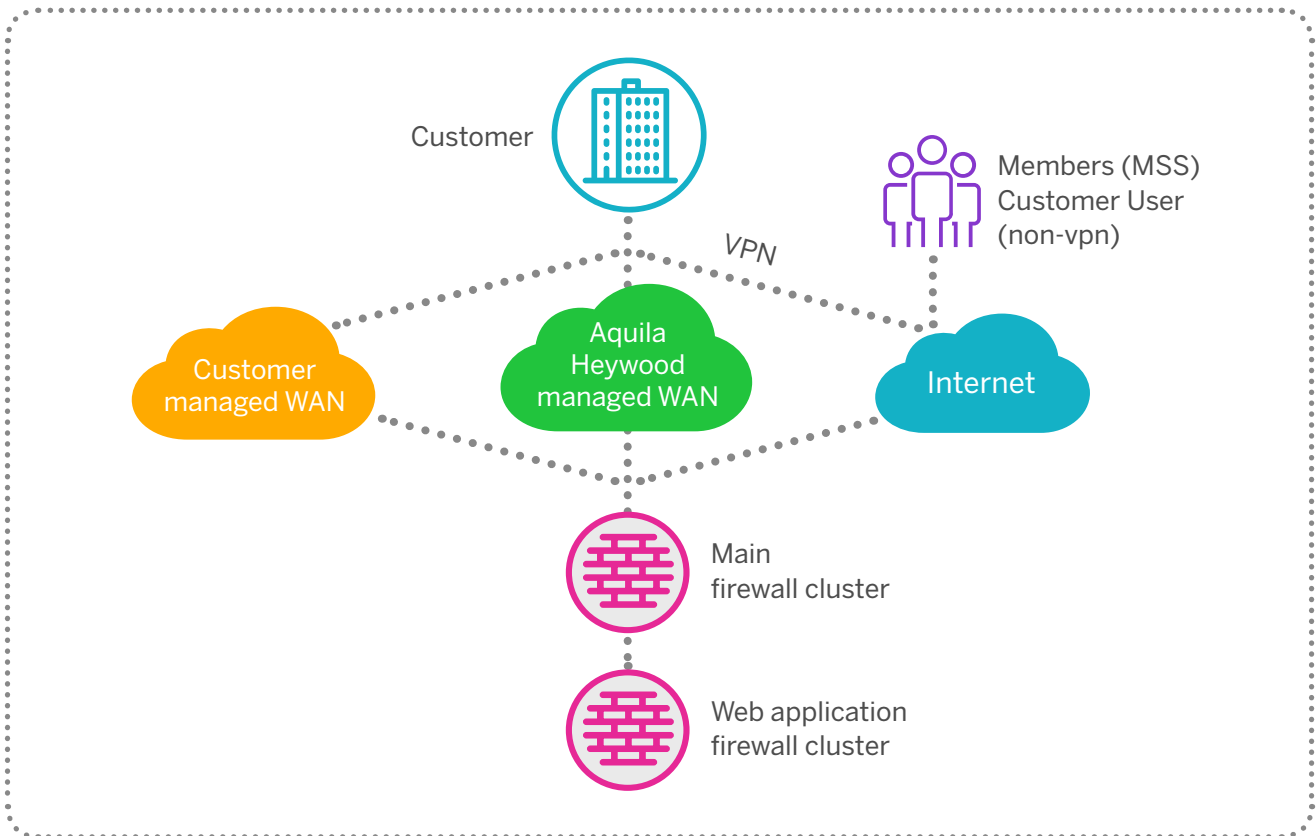 Customer
Members (MSS)
Customer User
(non-vpn)
VPN
Customer
managed WAN
Aquila
Heywood
managed WAN
Internet
Main
firewall cluster
Web application
firewall cluster